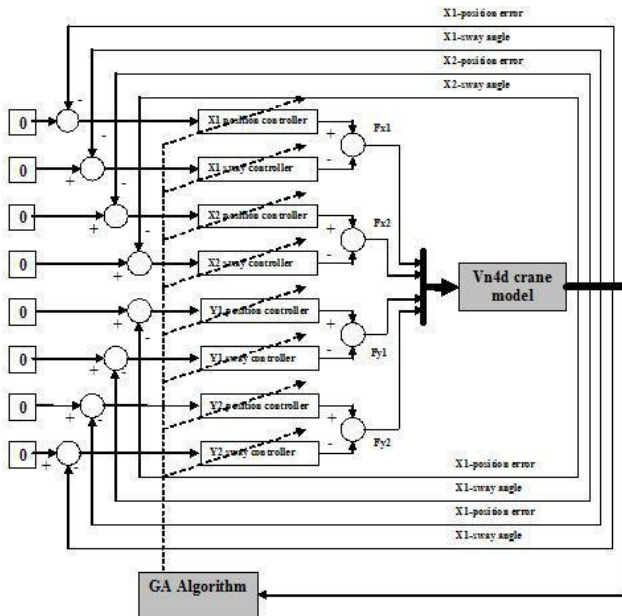 X1-position error
X1-sway angle
X2-position error
X2-sway angle
0
-
X1 position controller
+
Fx1
0
+
-
X1 sway controller
-
0
+
-
X2 position controller
+
Fx2
0
+
-
X2 sway controller
-
Vn4d crane
model
0
+
-
Y1 position controller
+
0
+
-
Y1 sway controller
-
Fy1
0
+
-
Y2 position controller
+
0
+
-
Y2 sway controller
-
Fy2
X1-position error
X1-sway angle
X1-position error
X1-sway angle
GA Algorithm